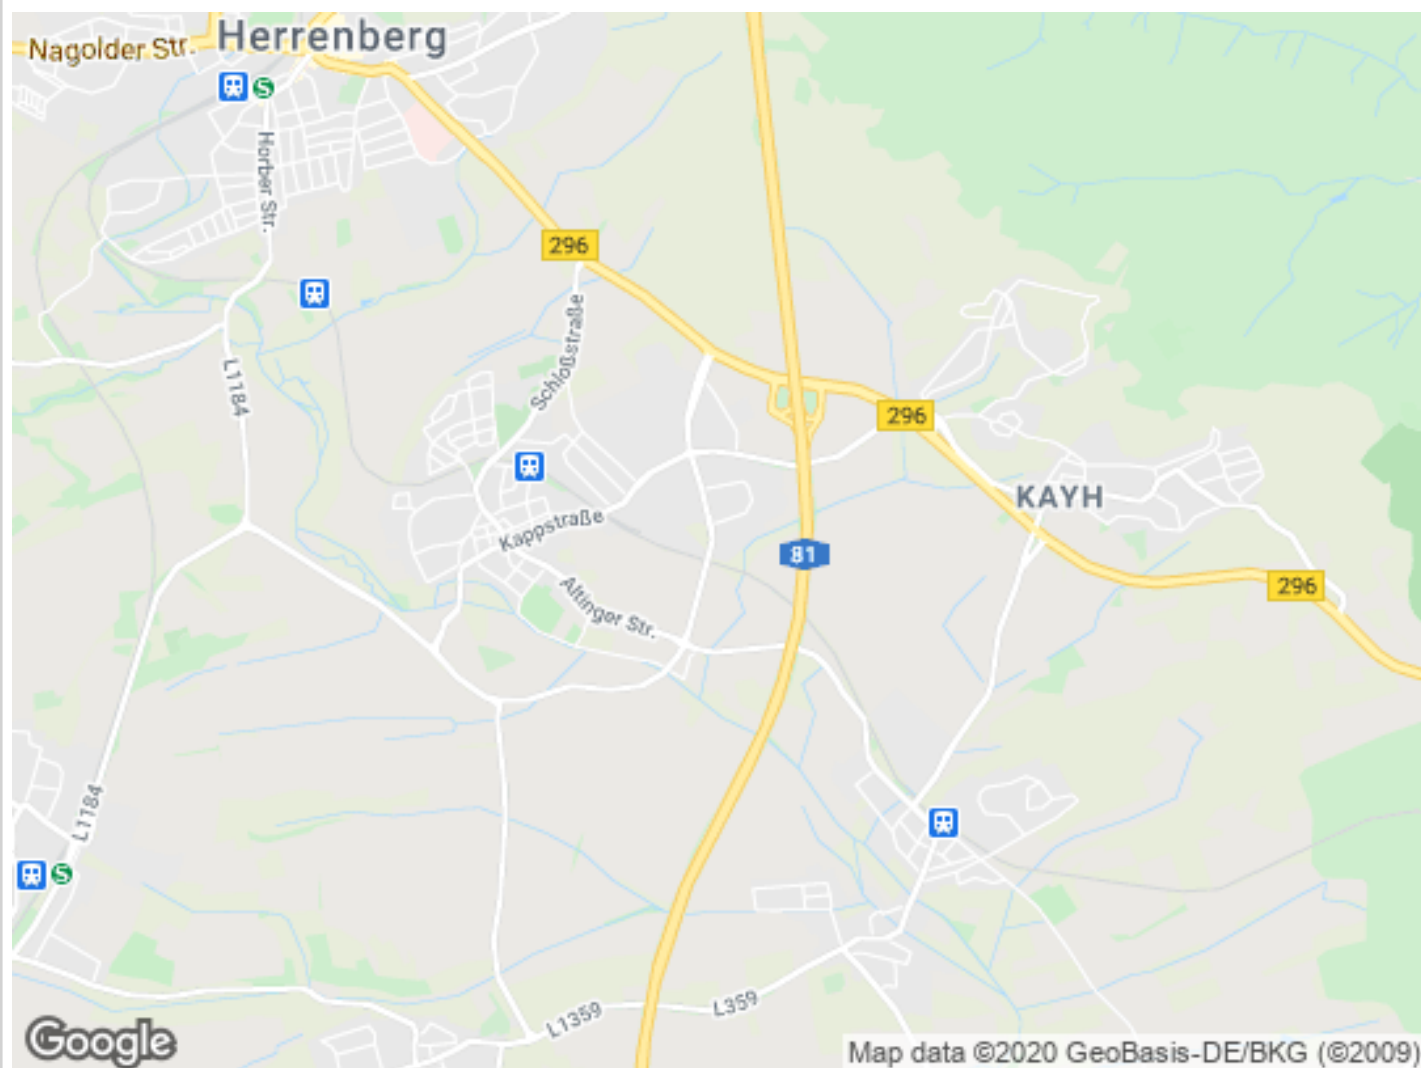 Herrenberg
Nagolder Str.
S
Horber Str.
296
Schloßstraße
L1184
296
KAYH
Kappstraße
81
296
Altinger Str.
L1184
S
L1359
L359
Google
Map data ©2020 GeoBasis-DE/BKG (©2009)